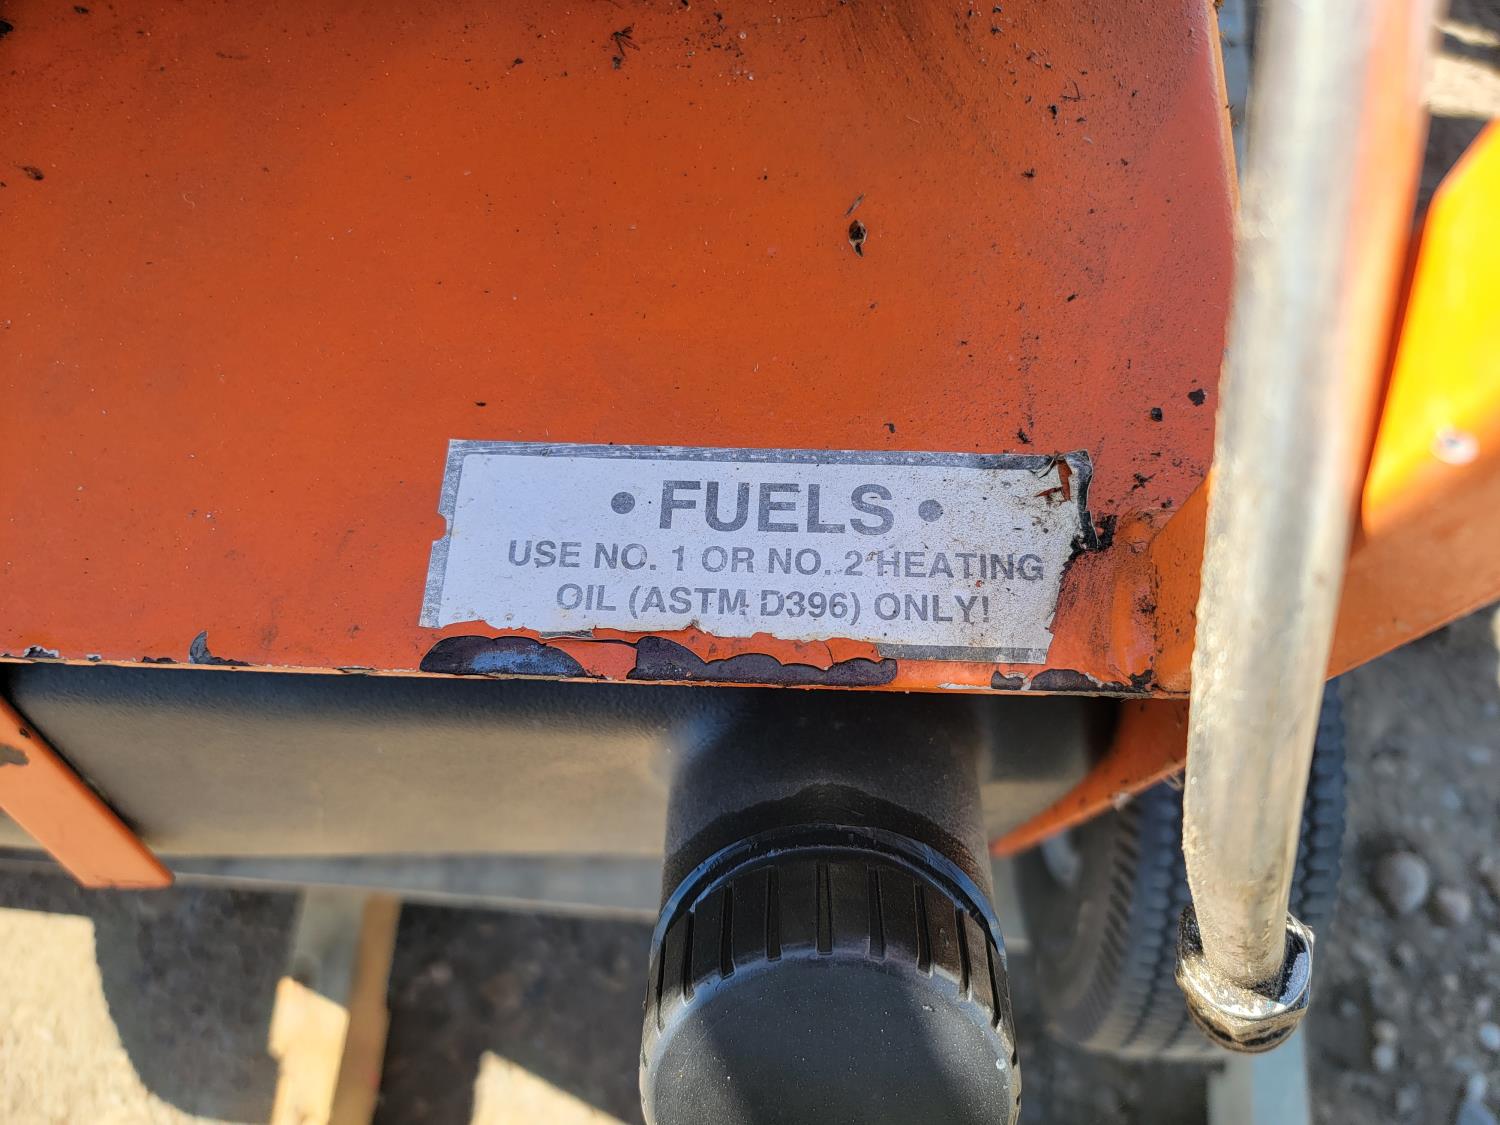 • FUELS •
USE NO. 1 OR NO. 2 HEATING
OIL (ASTM D396) ONLY!